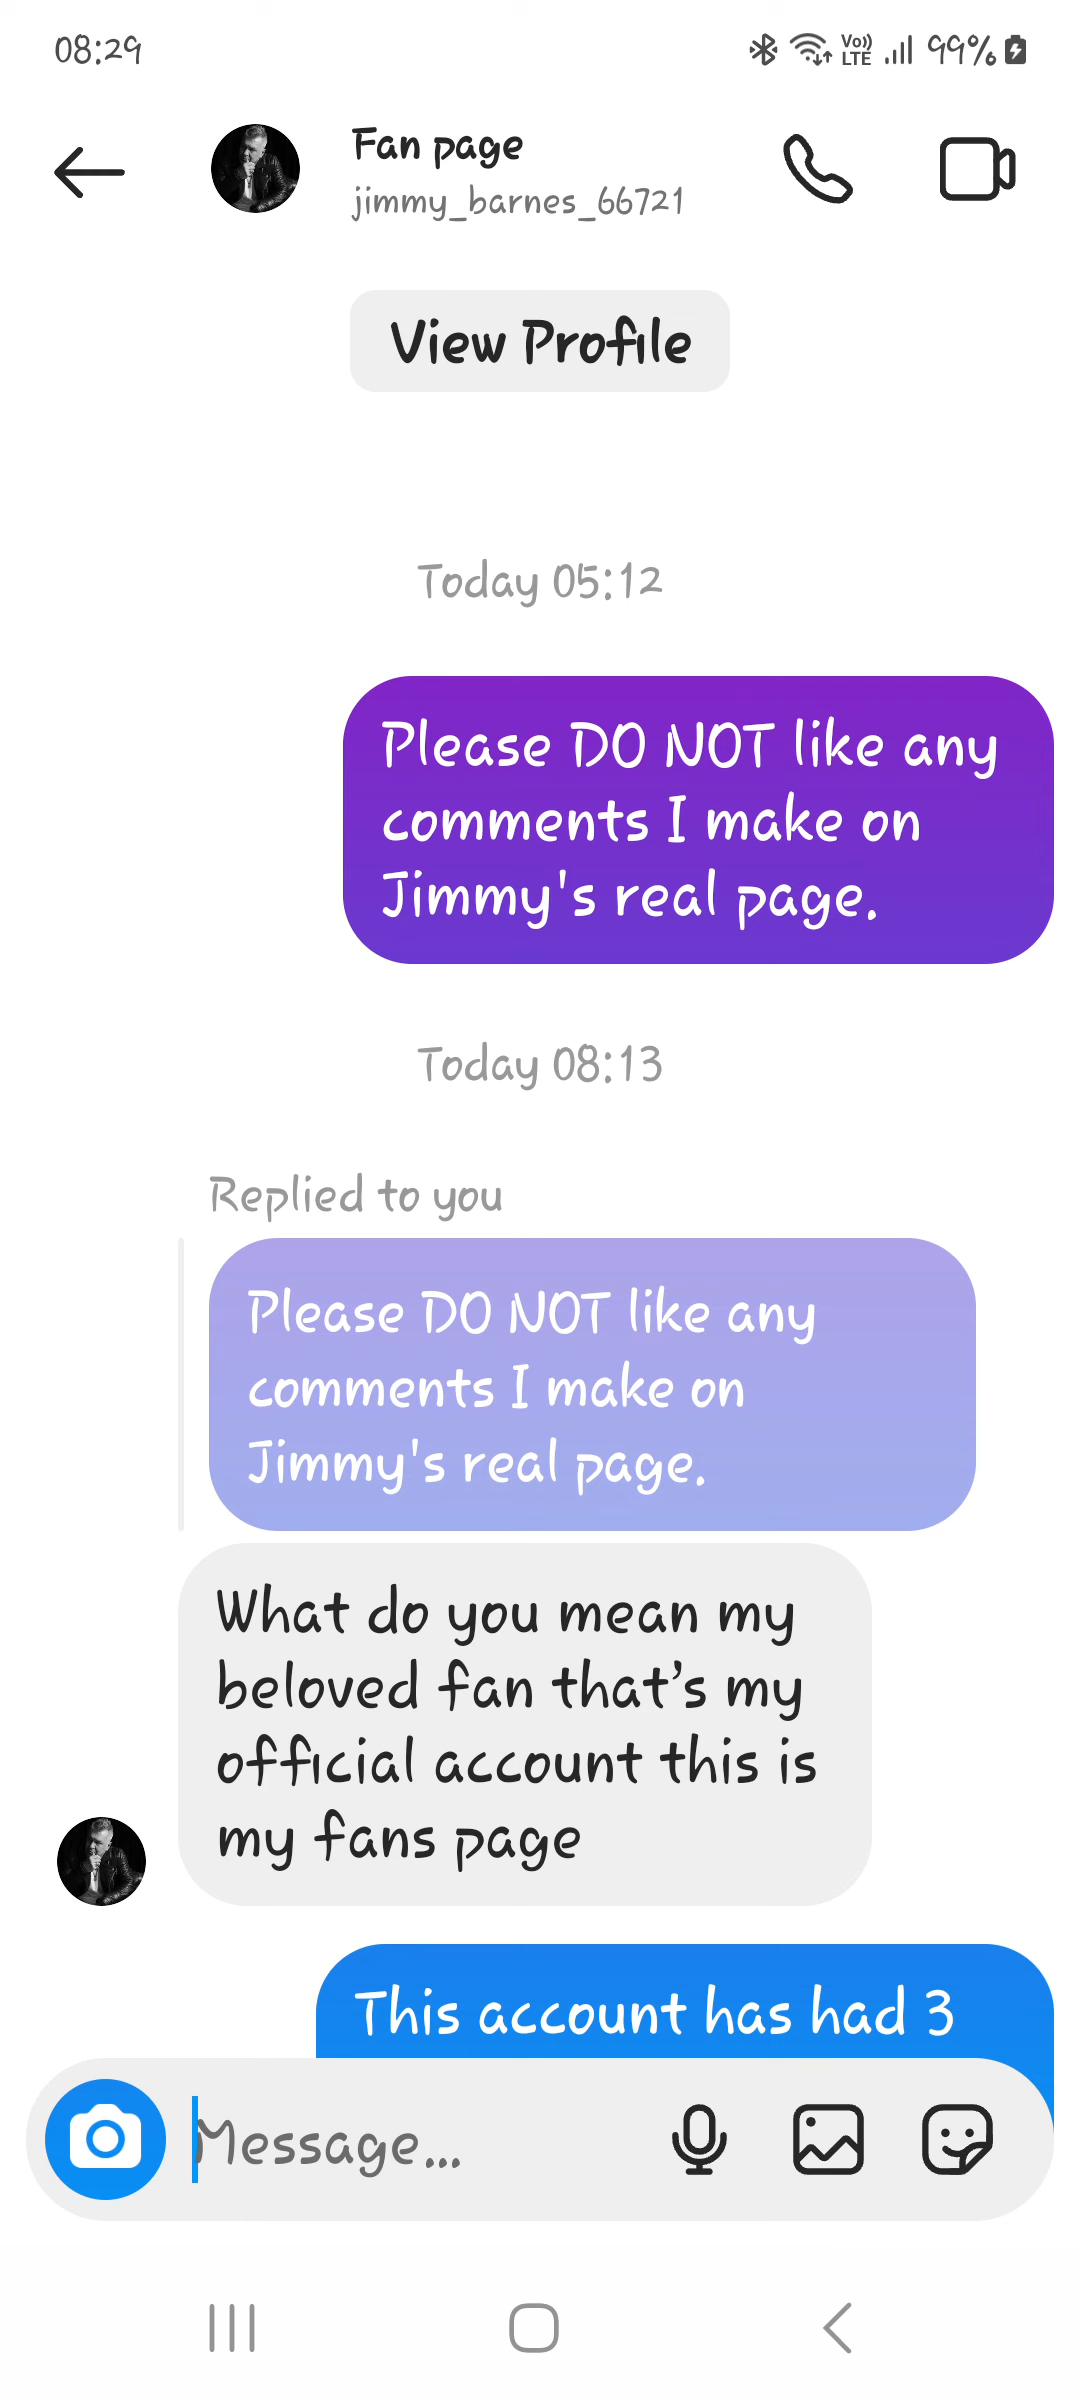 08:29 Vo)) LTE 99%
Fan page
jimmy_barnes_66721
View Profile
Today 05:12
Please DO NOT like any
comments I make on
Jimmy's real page.
Today 08:13
Replied to you
Please DO NOT like any
comments I make on
Jimmy's real page.
What do you mean my
beloved fan that’s my
official account this is
my fans page
This account has had 3
Message...